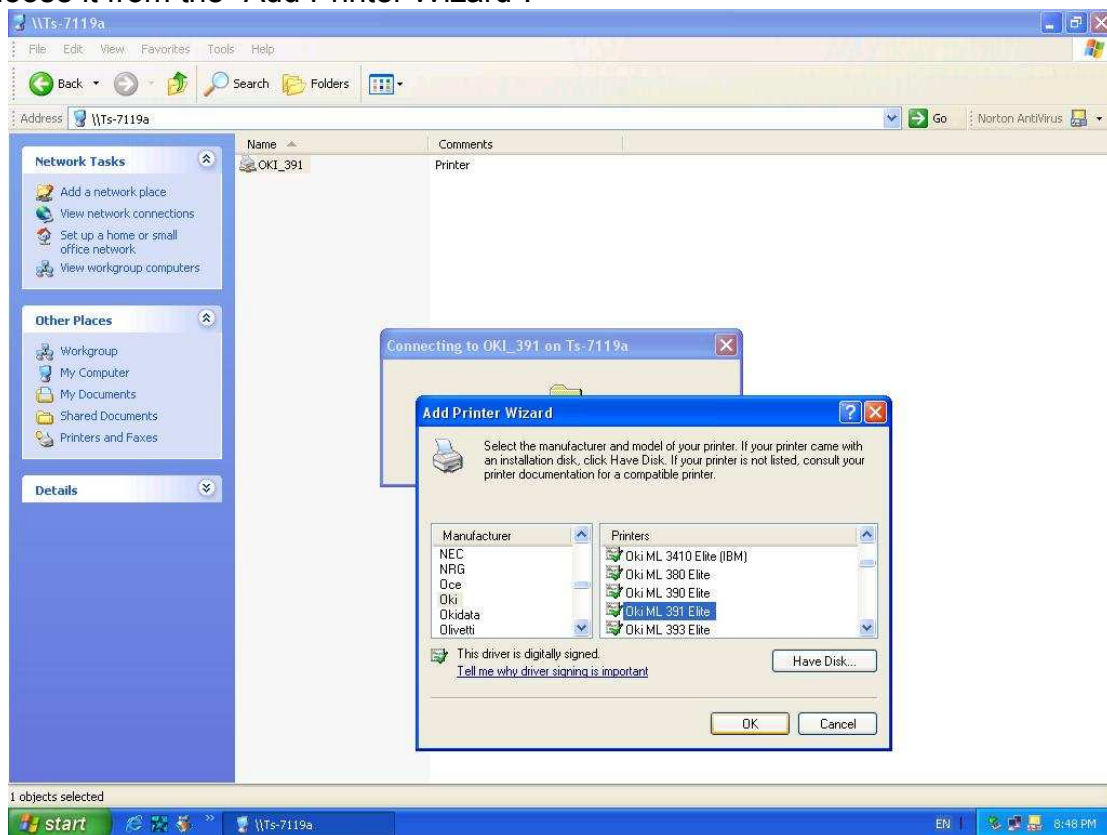 it from the "Add Printer Wizard".
\\Ts-7119a
File Edit View Favorites Tools Help
Back Search Folders
Address \\Ts-7119a Go Norton AntiVirus
Name Comments
OKI_391 Printer
Network Tasks
Add a network place
View network connections
Set up a home or small
office network
View workgroup computers
Other Places
Workgroup
My Computer
My Documents
Shared Documents
Printers and Faxes
Details
Connecting to OKI_391 on Ts-7119a
Add Printer Wizard
Select the manufacturer and model of your printer. If your printer came with
an installation disk, click Have Disk. If your printer is not listed, consult your
printer documentation for a compatible printer.
Manufacturer
NEC
NRG
Oce
Oki
Okidata
Olivetti
Printers
Oki ML 3410 Elite (IBM)
Oki ML 380 Elite
Oki ML 390 Elite
Oki ML 391 Elite
Oki ML 393 Elite
This driver is digitally signed.
Tell me why driver signing is important
Have Disk...
OK Cancel
1 objects selected
start \\Ts-7119a EN 8:48 PM